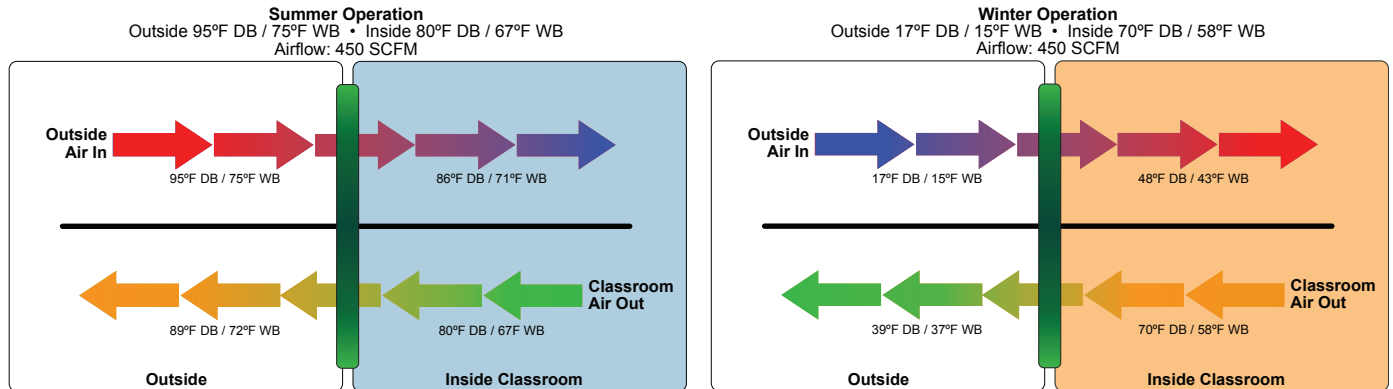 Summer Operation
Outside 95ºF DB / 75ºF WB • Inside 80ºF DB / 67ºF WB
Airflow: 450 SCFM
Outside
Air In
95ºF DB / 75ºF WB
86ºF DB / 71ºF WB
Classroom
Air Out
89ºF DB / 72ºF WB
80ºF DB / 67F WB
Outside
Inside Classroom
Winter Operation
Outside 17ºF DB / 15ºF WB • Inside 70ºF DB / 58ºF WB
Airflow: 450 SCFM
Outside
Air In
17ºF DB / 15ºF WB
48ºF DB / 43ºF WB
Classroom
Air Out
39ºF DB / 37ºF WB
70ºF DB / 58ºF WB
Outside
Inside Classroom